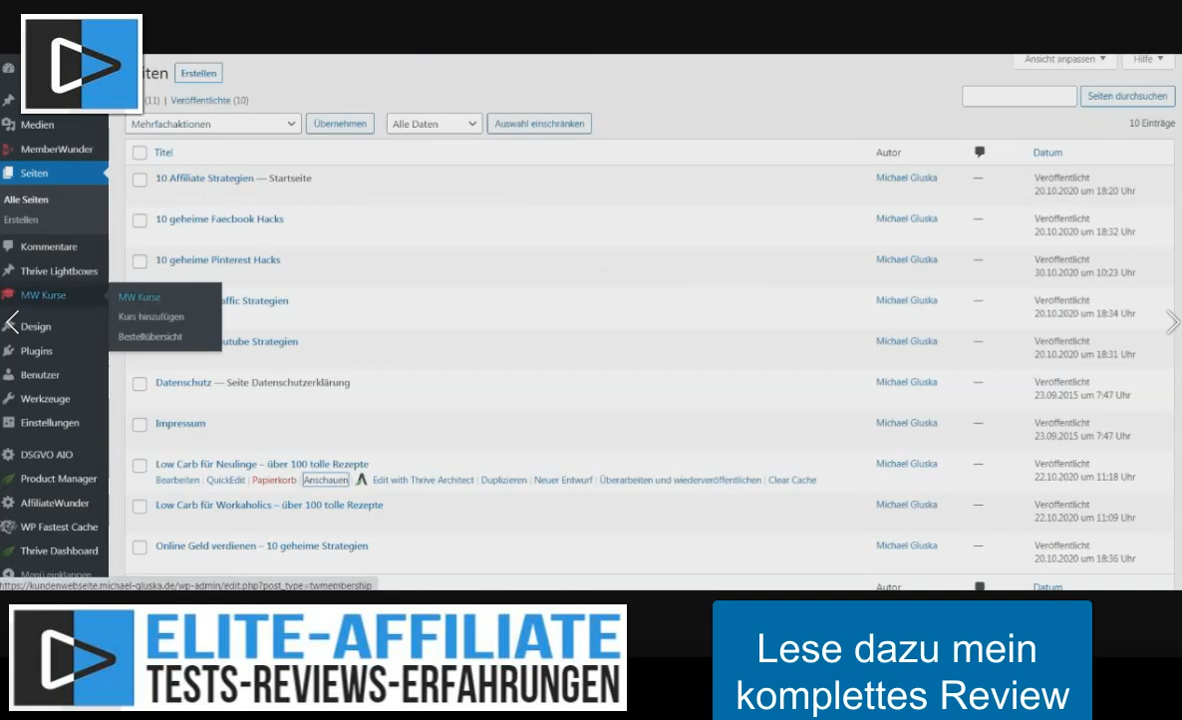 Ansicht anpassen ▼ Hilfe ▼
iten Erstellen
(11) | Veröffentlichte (10)
Seiten durchsuchen
Mehrfachaktionen Übernehmen Alle Daten Auswahl einschränken
10 Einträge
Medien
MemberWunder
Seiten
Alle Seiten
Erstellen
Kommentare
Thrive Lightboxes
MW Kurse
MW Kurse
Kurs hinzufügen
Bestellübersicht
Design
Plugins
Benutzer
Werkzeuge
Einstellungen
DSGVO AIO
Product Manager
AffiliateWunder
WP Fastest Cache
Thrive Dashboard
Menü einklappen
Titel Autor Datum
10 Affiliate Strategien — Startseite Michael Gluska — Veröffentlicht
20.10.2020 um 18:20 Uhr
10 geheime Faecbook Hacks Michael Gluska — Veröffentlicht
20.10.2020 um 18:32 Uhr
10 geheime Pinterest Hacks Michael Gluska — Veröffentlicht
30.10.2020 um 10:23 Uhr
affic Strategien Michael Gluska — Veröffentlicht
20.10.2020 um 18:34 Uhr
utube Strategien Michael Gluska — Veröffentlicht
20.10.2020 um 18:31 Uhr
Datenschutz — Seite Datenschutzerklärung Michael Gluska — Veröffentlicht
23.09.2015 um 7:47 Uhr
Impressum Michael Gluska — Veröffentlicht
23.09.2015 um 7:47 Uhr
Low Carb für Neulinge – über 100 tolle Rezepte Michael Gluska — Veröffentlicht
Bearbeiten | QuickEdit | Papierkorb | Anschauen | Edit with Thrive Architect | Duplizieren | Neuer Entwurf | Überarbeiten und wiederveröffentlichen | Clear Cache
22.10.2020 um 11:18 Uhr
Low Carb für Workaholics – über 100 tolle Rezepte Michael Gluska — Veröffentlicht
22.10.2020 um 11:09 Uhr
Online Geld verdienen – 10 geheime Strategien Michael Gluska — Veröffentlicht
20.10.2020 um 18:36 Uhr
Autor Datum
https://kundenwebseite.michael-gluska.de/wp-admin/edit.php?post_type=twmembership
ELITE-AFFILIATE
TESTS-REVIEWS-ERFAHRUNGEN
Lese dazu mein
komplettes Review